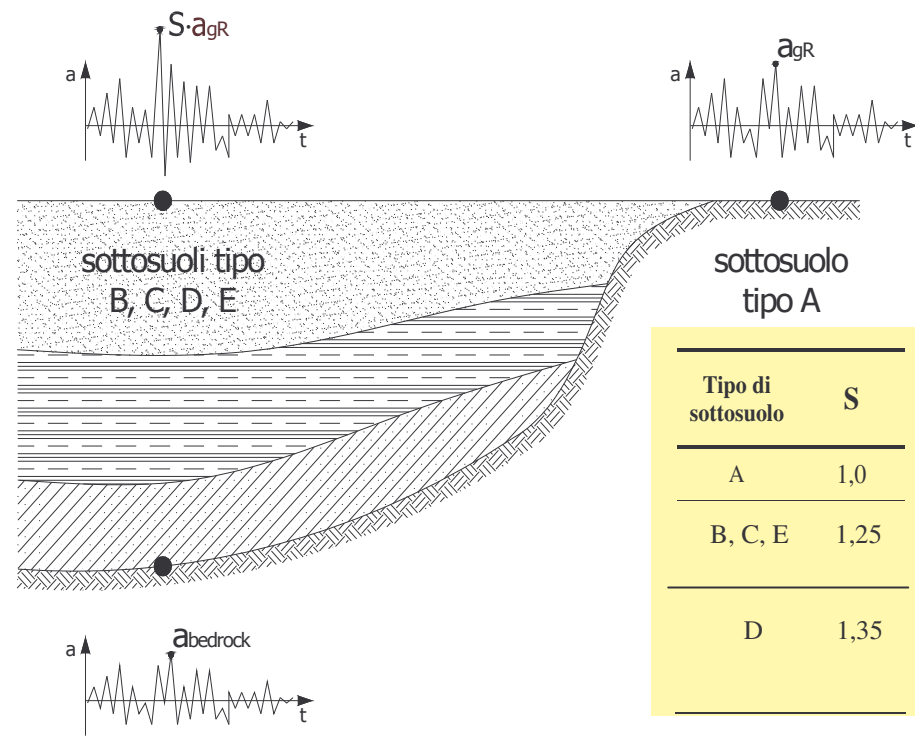 S·agR
a
t
agR
a
t
sottosuoli tipo
B, C, D, E
sottosuolo
tipo A
Tipo di
sottosuolo
S
A 1,0
B, C, E 1,25
D 1,35
abedrock
a
t